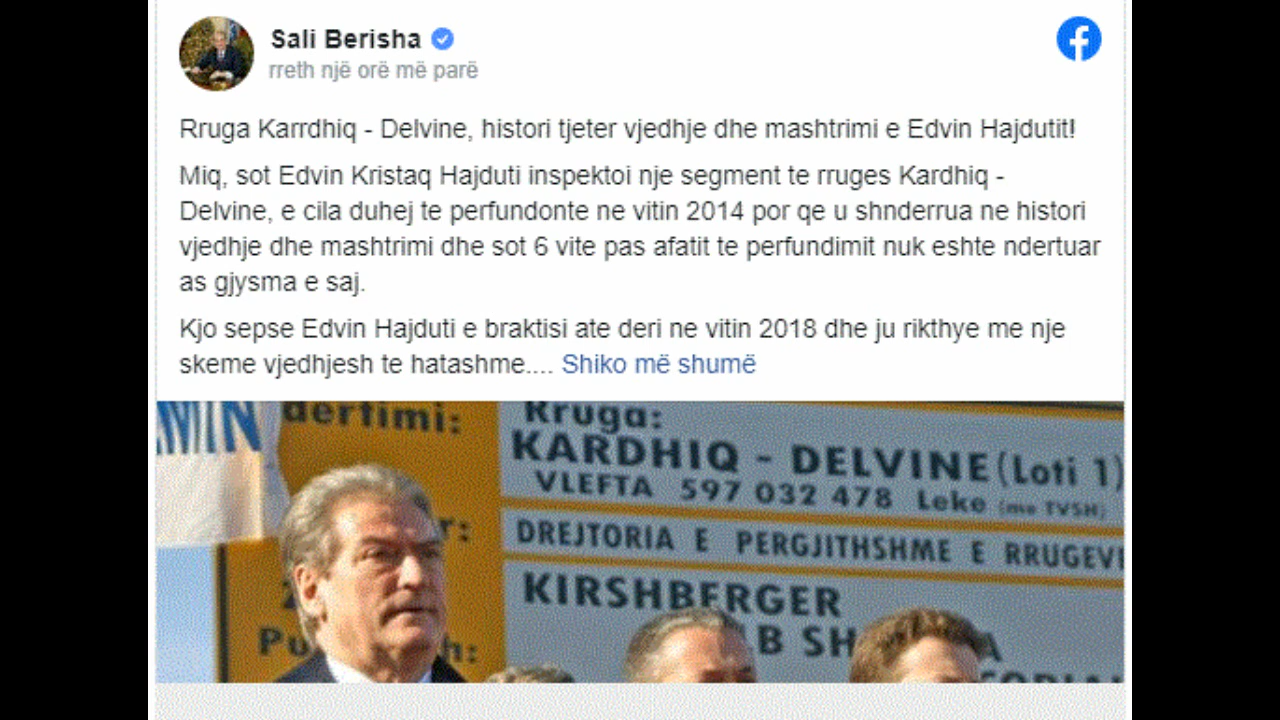 Sali Berisha
rreth një orë më parë
Rruga Karrdhiq - Delvine, histori tjeter vjedhje dhe mashtrimi e Edvin Hajdutit!
Miq, sot Edvin Kristaq Hajduti inspektoi nje segment te rruges Kardhiq -
Delvine, e cila duhej te perfundonte ne vitin 2014 por qe u shnderrua ne histori
vjedhje dhe mashtrimi dhe sot 6 vite pas afatit te perfundimit nuk eshte ndertuar
as gjysma e saj.
Kjo sepse Edvin Hajduti e braktisi ate deri ne vitin 2018 dhe ju rikthye me nje
skeme vjedhjesh te hatashme.... Shiko më shumë
dertimi:
Rruga:
KARDHIQ - DELVINE (Loti 1)
VLEFTA 597 032 478 Leke (me TVSH)
DREJTORIA E PERGJITHSHME E RRUGEV
KIRSHBERGER